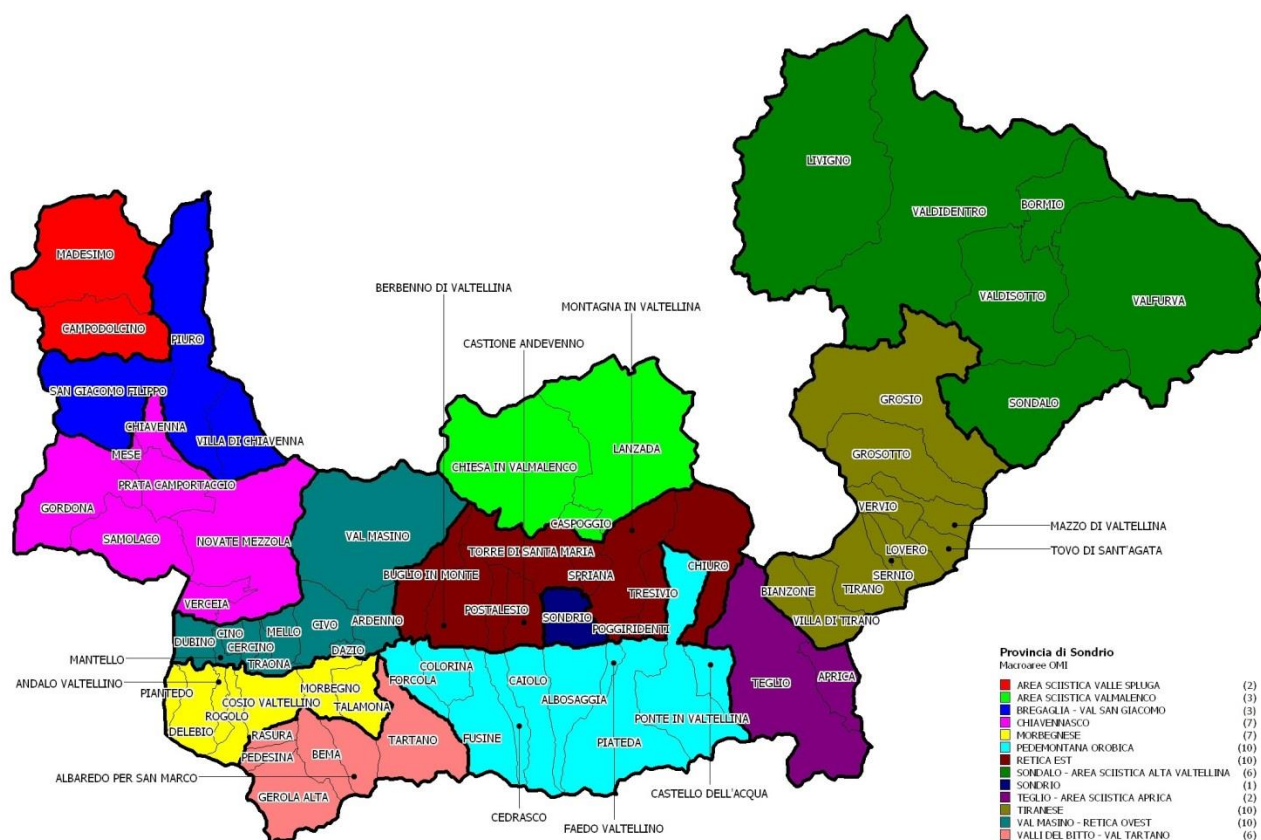 LIVIGNO
BORMIO
VALDIDENTRO
MADESIMO
BERBENNO DI VALTELLINA
MONTAGNA IN VALTELLINA
VALDISOTTO
VALFURVA
CAMPODOLCINO
PIURO
CASTIONE ANDEVENNO
SAN GIACOMO FILIPPO
GROSIO
SONDALO
CHIAVENNA
VILLA DI CHIAVENNA
LANZADA
MESE
CHIESA IN VALMALENCO
GROSOTTO
PRATA CAMPORTACCIO
GORDONA
VERVIO
CASPOGGIO
MAZZO DI VALTELLINA
SAMOLACO
NOVATE MEZZOLA
VAL MASINO
TORRE DI SANTA MARIA
LOVERO
TOVO DI SANT'AGATA
CHIURO
BUGLIO IN MONTE
SPRIANA
SERNIO
BIANZONE
TIRANO
TRESIVIO
VERCEIA
POSTALESIO
SONDRIO
VILLA DI TIRANO
ARDENNO
CIVO
MELLO
CINO
POGGIRIDENTI
DUBINO
CERCINO
DAZIO
MANTELLO
TRAONA
COLORINA
FORCOLA
CAIOLO
TEGLIO
APRICA
ANDALO VALTELLINO
PIANTEDO
MORBEGNO
ALBOSAGGIA
COSIO VALTELLINO
TALAMONA
ROGOLO
PONTE IN VALTELLINA
DELEBIO
RASURA
FUSINE
PIATEDA
TARTANO
BEMA
PEDESINA
ALBAREDO PER SAN MARCO
GEROLA ALTA
CASTELLO DELL'ACQUA
CEDRASCO
FAEDO VALTELLINO
Provincia di Sondrio
Macroaree OMI
AREA SCIISTICA VALLE SPLUGA (2)
AREA SCIISTICA VALMALENCO (3)
BREGAGLIA - VAL SAN GIACOMO (3)
CHIAVENNASCO (7)
MORBEGNESE (7)
PEDEMONTANA OROBICA (10)
RETICA EST (10)
SONDALO - AREA SCIISTICA ALTA VALTELLINA (6)
SONDRIO (1)
TEGLIO - AREA SCIISTICA APRICA (2)
TIRANESE (10)
VAL MASINO - RETICA OVEST (10)
VALLI DEL BITTO - VAL TARTANO (6)